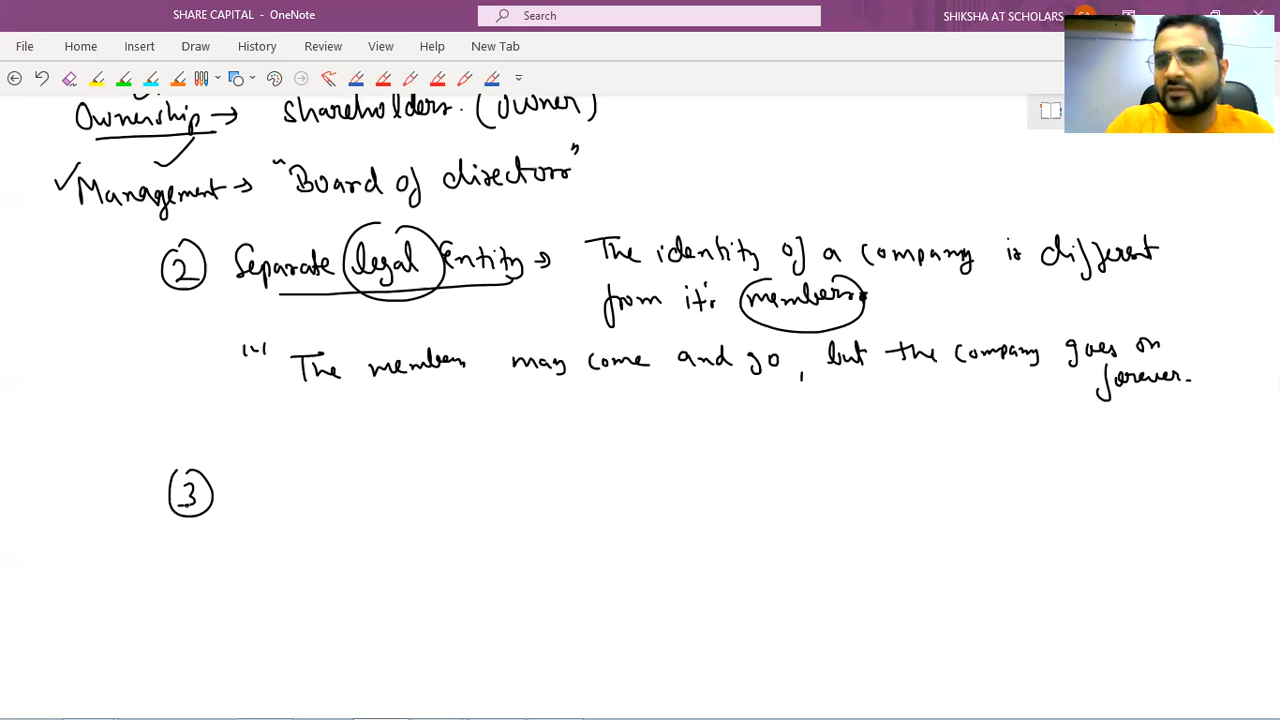 SHARE CAPITAL - OneNote
Search
SHIKSHA AT SCHOLARS
File Home Insert Draw History Review View Help New Tab
Ownership → Shareholders. (Owner)
Management → "Board of directors"
2 Separate legal Entity → The identity of a company is different
from it's members.
The members may come and go, but the company goes on
forever.
3